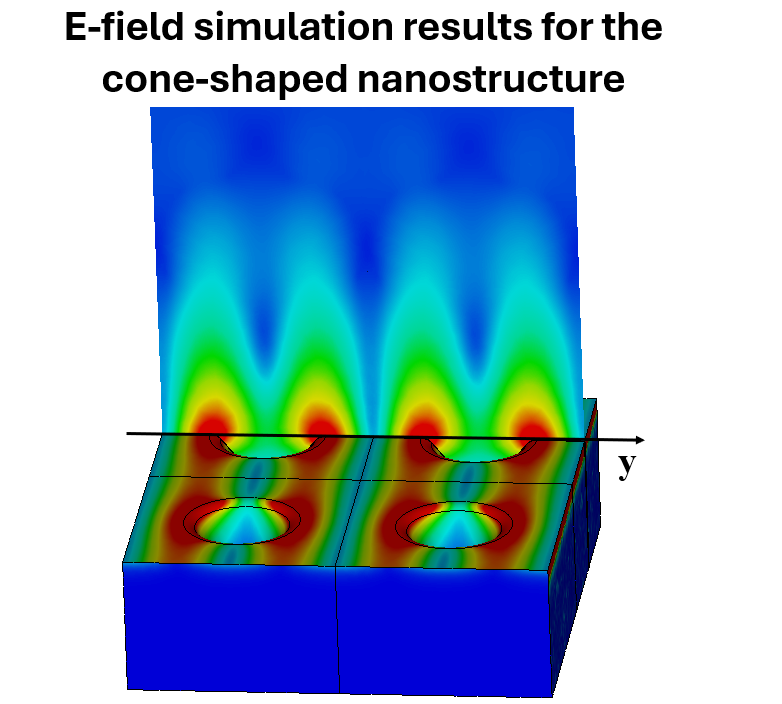 E-field simulation results for the
cone-shaped nanostructure
y